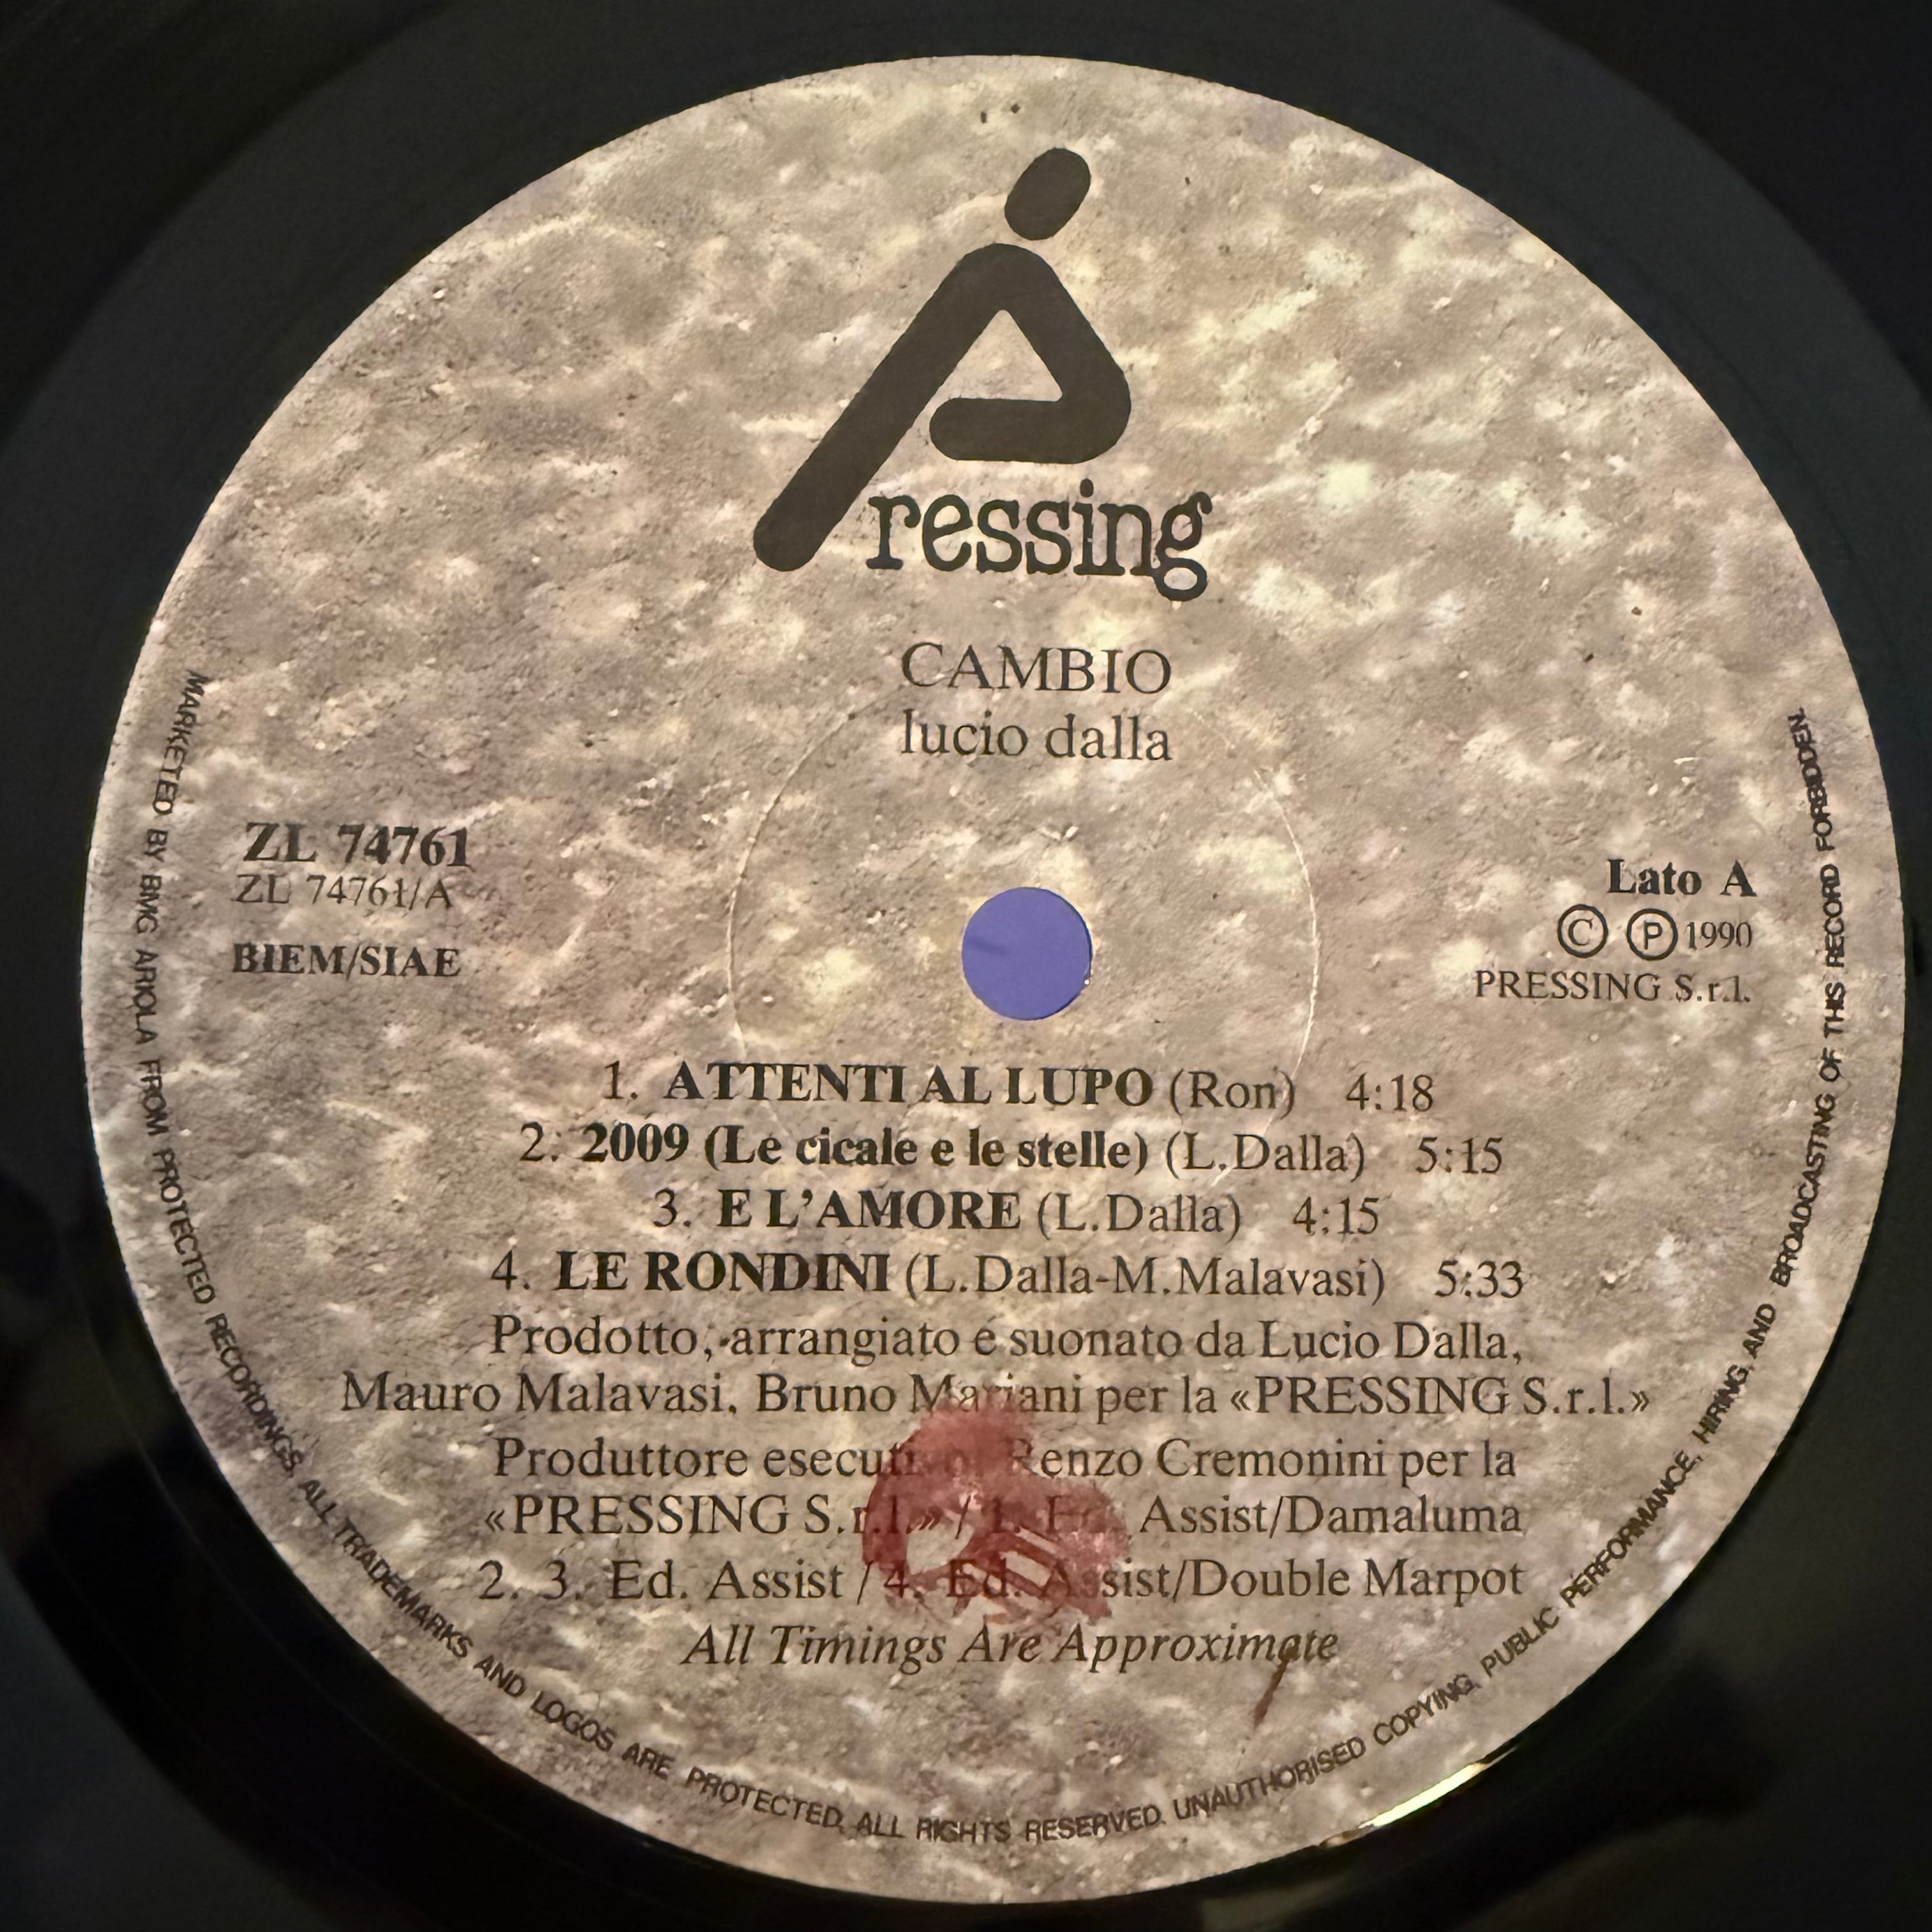 Pressing
CAMBIO
lucio dalla
ZL 74761
ZL 74761/A
BIEM/SIAE
Lato A
© ℗ 1990
PRESSING S.r.l.
1. ATTENTI AL LUPO (Ron) 4:18
2. 2009 (Le cicale e le stelle) (L.Dalla) 5:15
3. E L'AMORE (L.Dalla) 4:15
4. LE RONDINI (L.Dalla-M.Malavasi) 5:33
Prodotto, arrangiato e suonato da Lucio Dalla,
Mauro Malavasi, Bruno Mariani per la «PRESSING S.r.l.»
Produttore esecutivo: Renzo Cremonini per la
«PRESSING S.r.l.» / 1. Ed. Assist/Damaluma
2. 3. Ed. Assist / 4. Ed. Assist/Double Marpot
All Timings Are Approximate
MARKETED BY BMG ARIOLA FROM PROTECTED RECORDINGS. ALL TRADEMARKS AND LOGOS ARE PROTECTED. ALL RIGHTS RESERVED. UNAUTHORISED COPYING, PUBLIC PERFORMANCE, HIRING, AND BROADCASTING OF THIS RECORD FORBIDDEN.